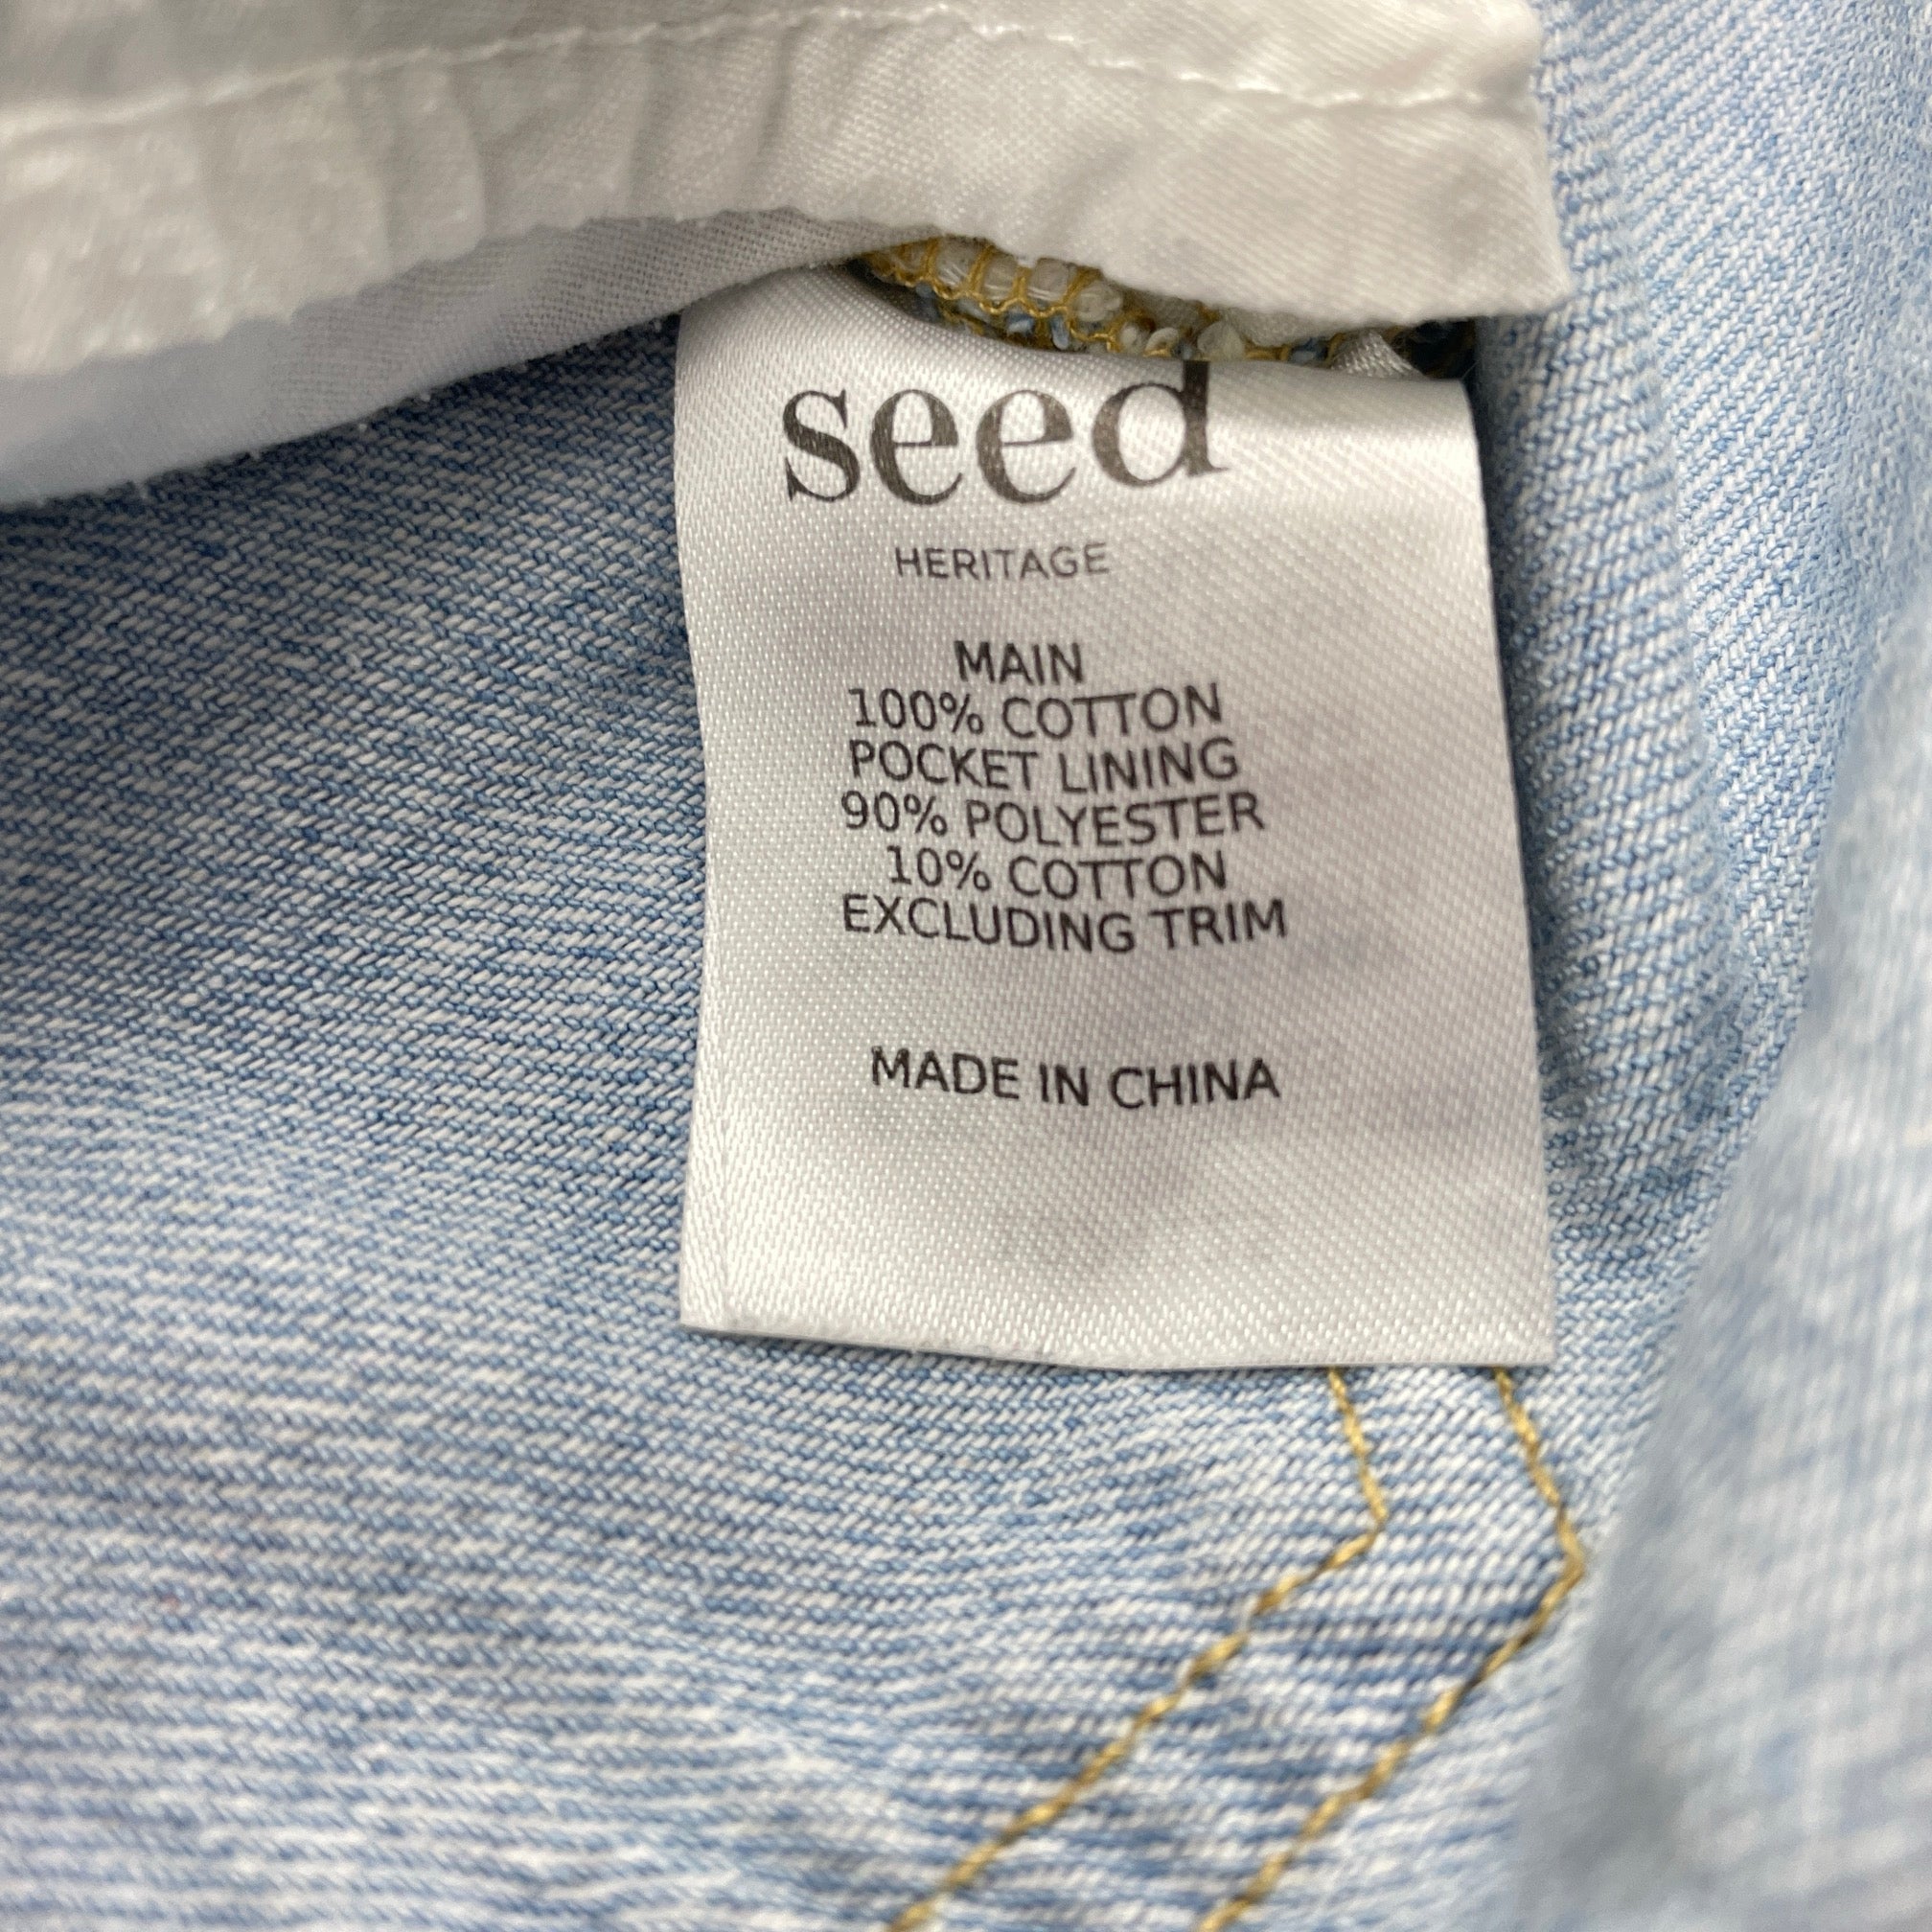 seed
HERITAGE
MAIN
100% COTTON
POCKET LINING
90% POLYESTER
10% COTTON
EXCLUDING TRIM
MADE IN CHINA